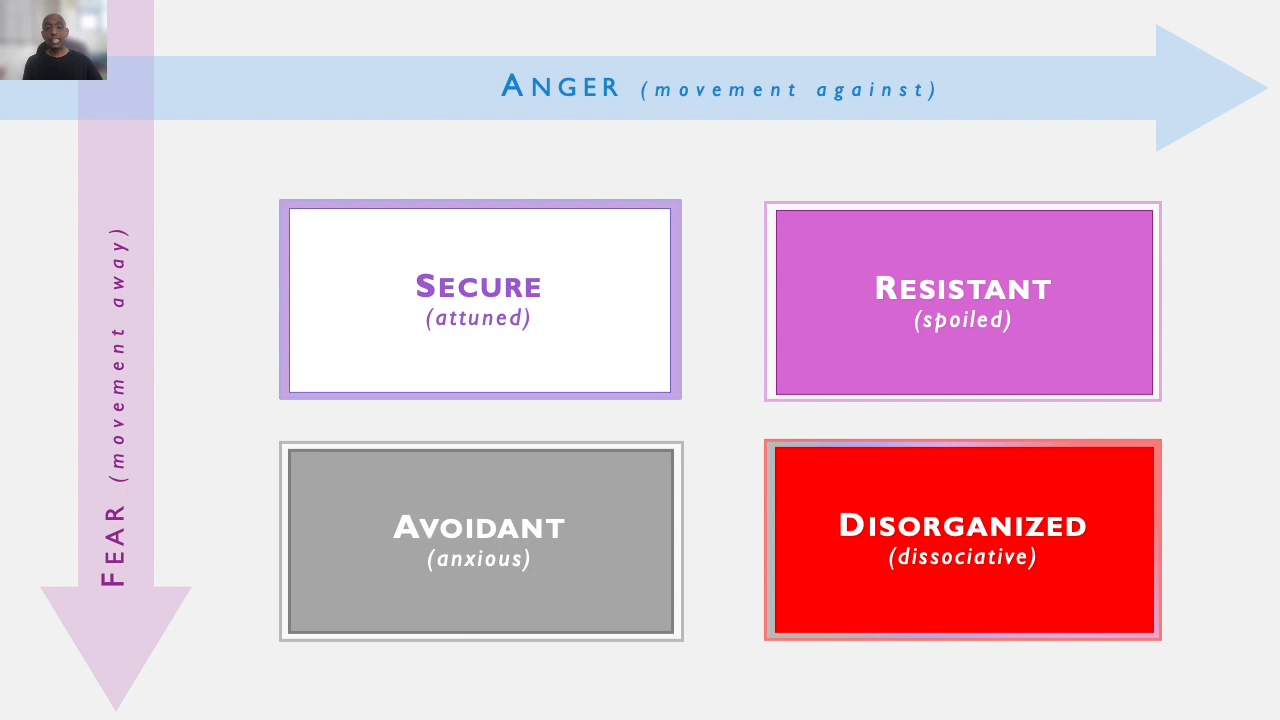 ANGER (movement against)
FEAR (movement away)
SECURE
(attuned)
RESISTANT
(spoiled)
AVOIDANT
(anxious)
DISORGANIZED
(dissociative)